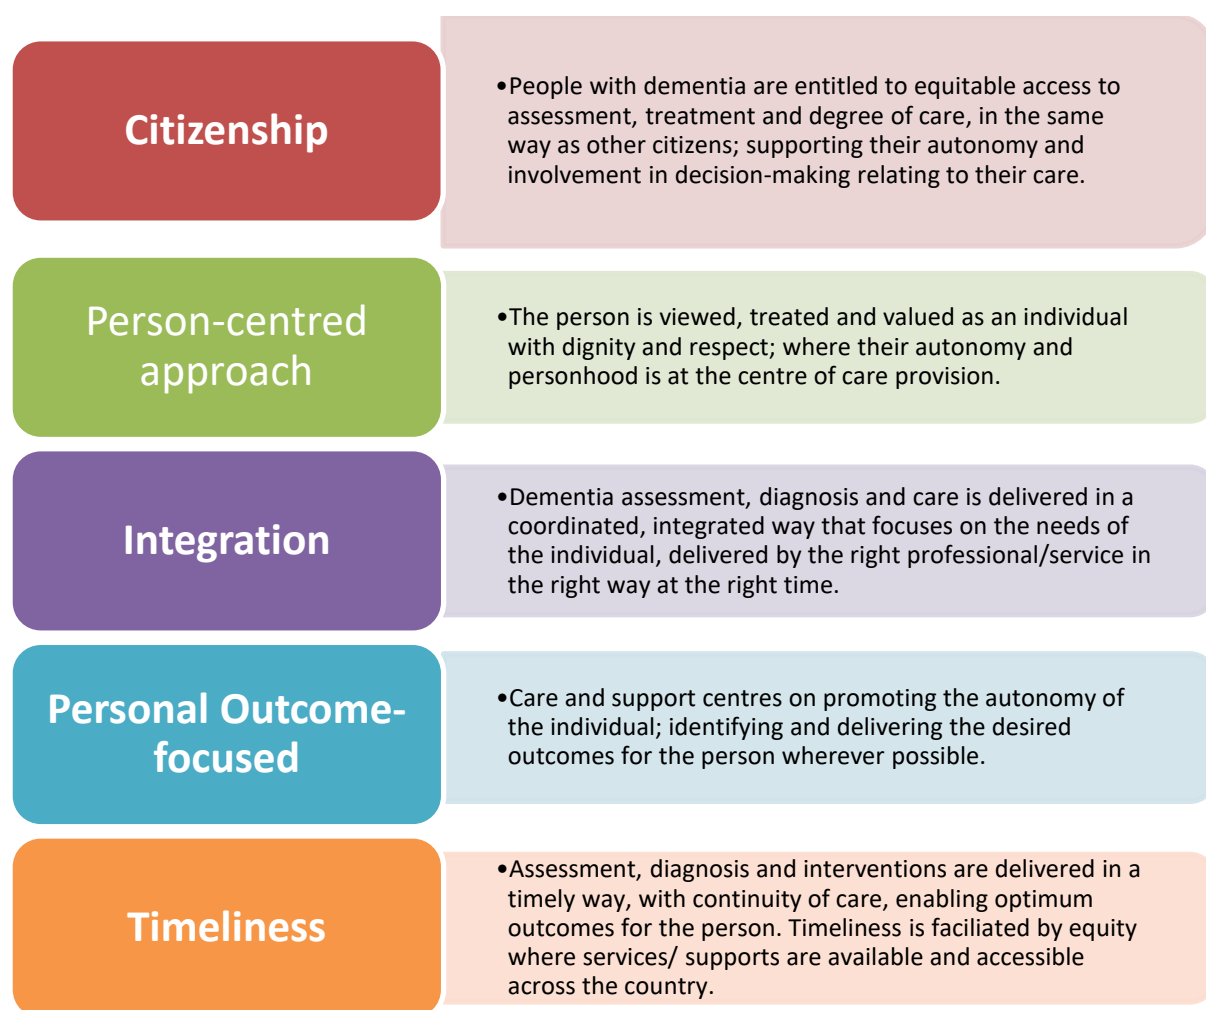 Citizenship
•People with dementia are entitled to equitable access to
assessment, treatment and degree of care, in the same
way as other citizens; supporting their autonomy and
involvement in decision-making relating to their care.
Person-centred
approach
•The person is viewed, treated and valued as an individual
with dignity and respect; where their autonomy and
personhood is at the centre of care provision.
Integration
•Dementia assessment, diagnosis and care is delivered in a
coordinated, integrated way that focuses on the needs of
the individual, delivered by the right professional/service in
the right way at the right time.
Personal Outcome-
focused
•Care and support centres on promoting the autonomy of
the individual; identifying and delivering the desired
outcomes for the person wherever possible.
Timeliness
•Assessment, diagnosis and interventions are delivered in a
timely way, with continuity of care, enabling optimum
outcomes for the person. Timeliness is faciliated by equity
where services/ supports are available and accessible
across the country.